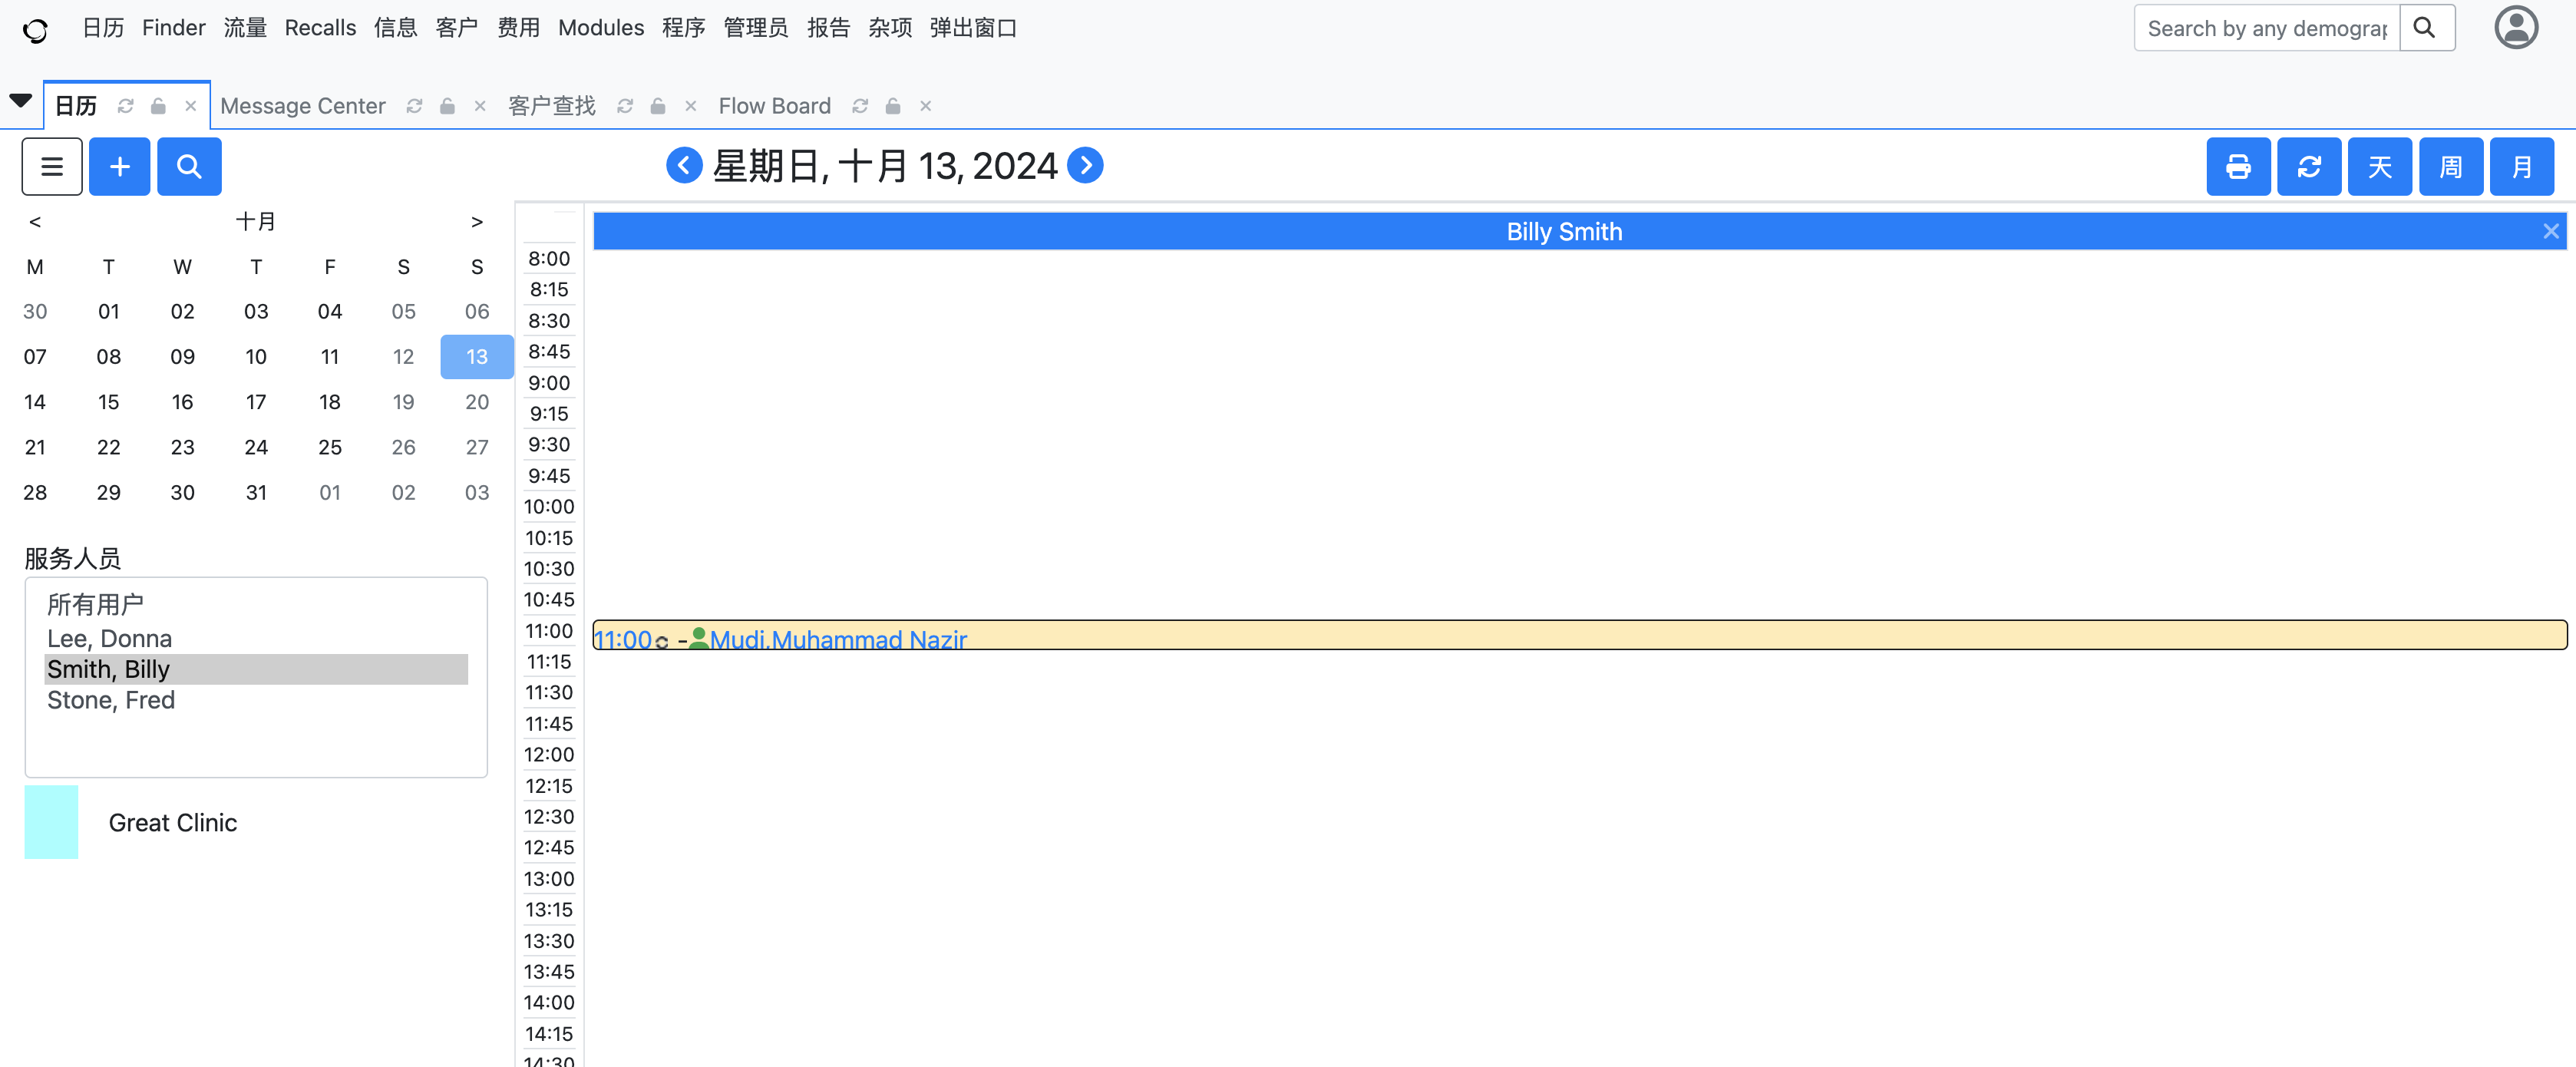 日历 Finder 流量 Recalls 信息 客户 费用 Modules 程序 管理员 报告 杂项 弹出窗口
日历 Message Center 客户查找 Flow Board
星期日, 十月 13, 2024
天 周 月
< 十月 >
M T W T F S S
30 01 02 03 04 05 06
07 08 09 10 11 12 13
14 15 16 17 18 19 20
21 22 23 24 25 26 27
28 29 30 31 01 02 03
服务人员
所有用户
Lee, Donna
Smith, Billy
Stone, Fred
Great Clinic
Billy Smith
8:00
8:15
8:30
8:45
9:00
9:15
9:30
9:45
10:00
10:15
10:30
10:45
11:00
11:00 - Mudi,Muhammad Nazir
11:15
11:30
11:45
12:00
12:15
12:30
12:45
13:00
13:15
13:30
13:45
14:00
14:15
14:30